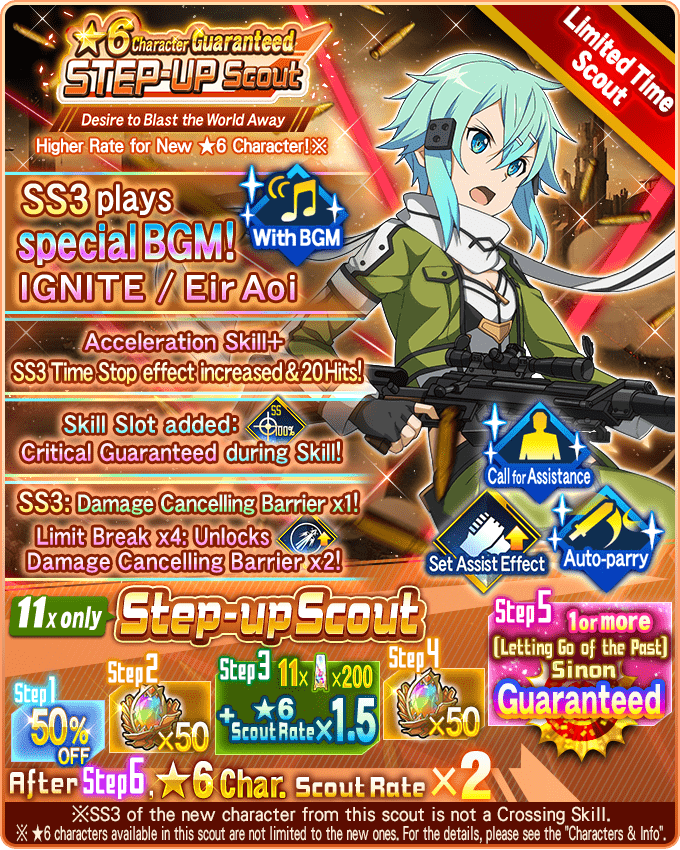 ★6 Character Guaranteed
STEP-UP Scout
Desire to Blast the World Away
Higher Rate for New ★6 Character!※
Limited Time
Scout
SS3 plays
special BGM!
With BGM
IGNITE / Eir Aoi
Acceleration Skill+
SS3 Time Stop effect increased & 20 Hits!
Skill Slot added:
SS
100%
Critical Guaranteed during Skill!
SS3: Damage Cancelling Barrier x1!
Limit Break x4: Unlocks
Damage Cancelling Barrier x2!
Call for Assistance
Set Assist Effect
Auto-parry
11x only
Step-up Scout
Step1
50%
OFF
Step2
x50
Step3
11x x200
+★6
Scout Rate x1.5
Step4
x50
Step5
1 or more
(Letting Go of the Past)
Sinon
Guaranteed
After Step6, ★6 Char. Scout Rate x2
※SS3 of the new character from this scout is not a Crossing Skill.
※ ★6 characters available in this scout are not limited to the new ones. For the details, please see the "Characters & Info".